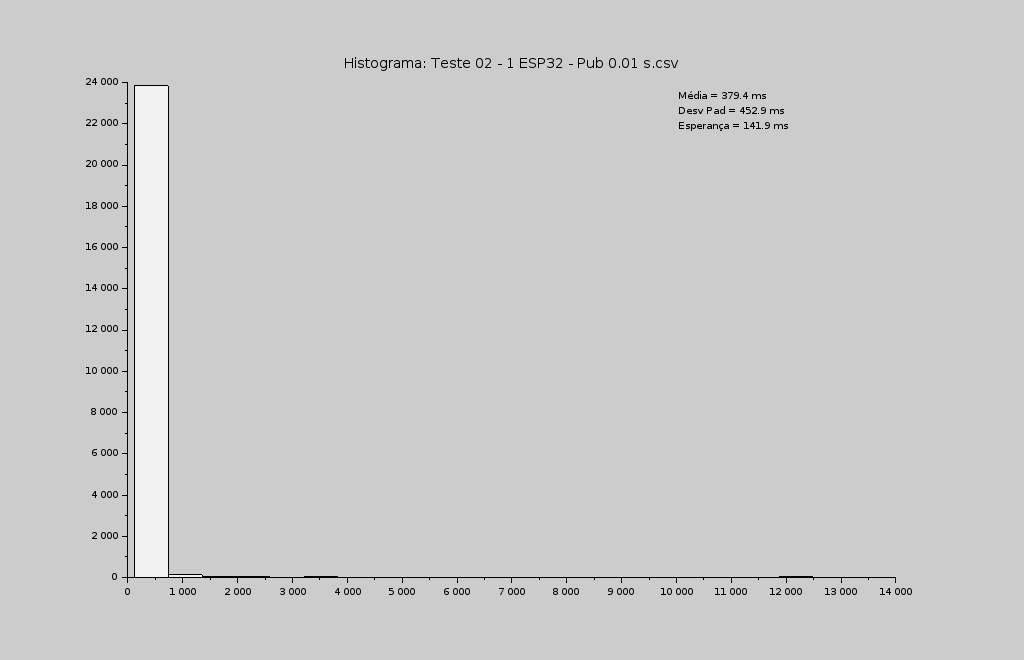 Histograma: Teste 02 - 1 ESP32 - Pub 0.01 s.csv
Média = 379.4 ms
Desv Pad = 452.9 ms
Esperança = 141.9 ms
24 000
22 000
20 000
18 000
16 000
14 000
12 000
10 000
8 000
6 000
4 000
2 000
0
0 1 000 2 000 3 000 4 000 5 000 6 000 7 000 8 000 9 000 10 000 11 000 12 000 13 000 14 000